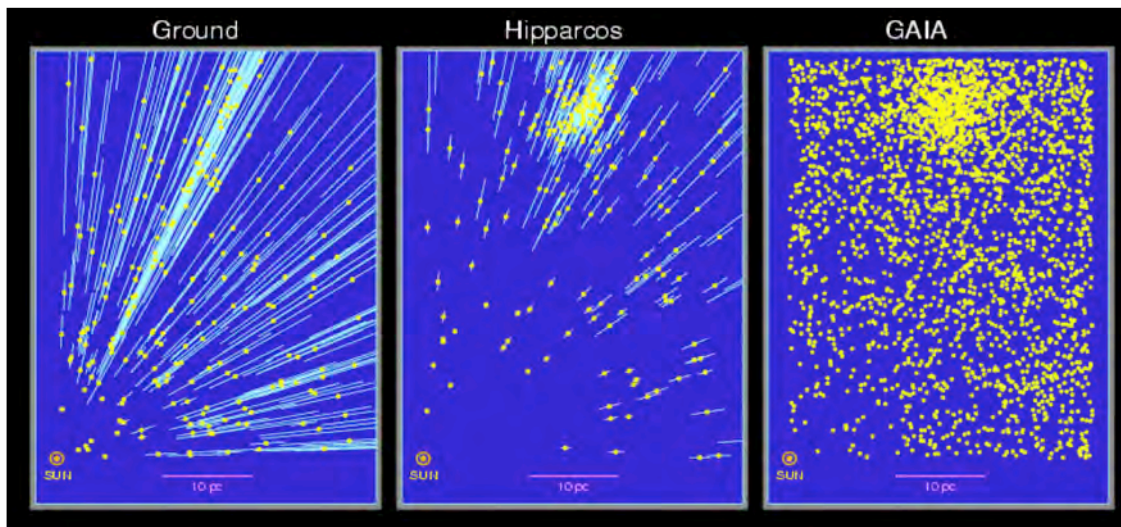 Ground
Hipparcos
GAIA
SUN
10 pc
SUN
10 pc
SUN
10 pc